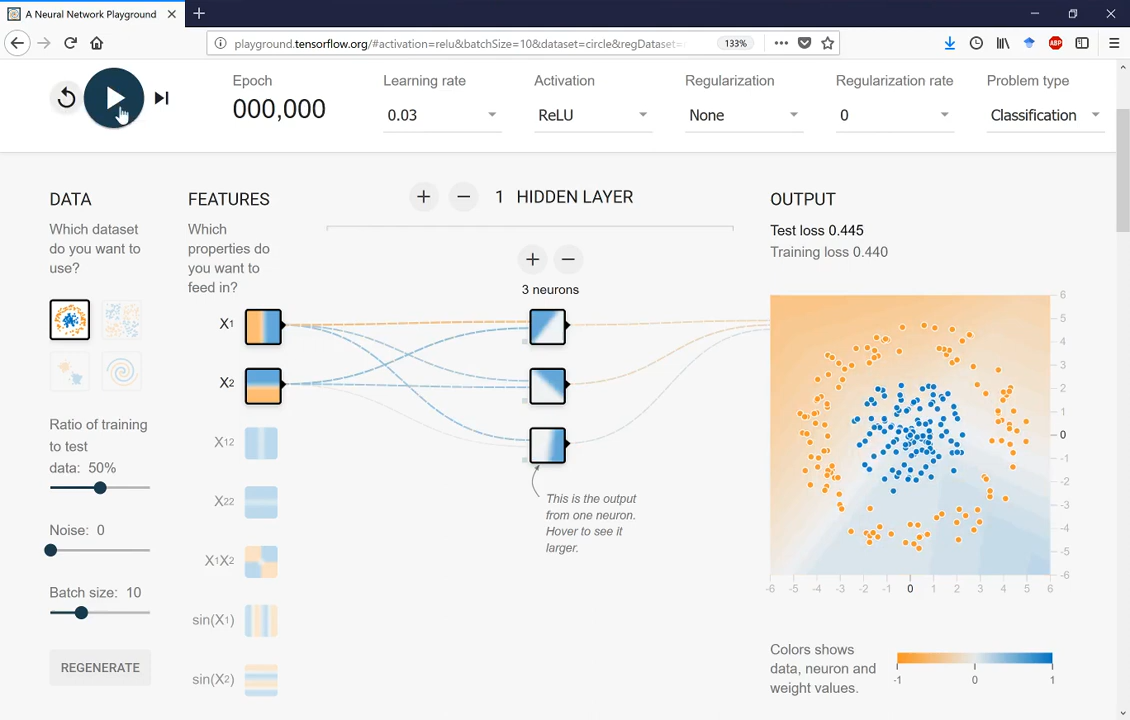 A Neural Network Playground
playground.tensorflow.org/#activation=relu&batchSize=10&dataset=circle&regDataset=
133%
ABP
Epoch
000,000
Learning rate
0.03
Activation
ReLU
Regularization
None
Regularization rate
0
Problem type
Classification
DATA
Which dataset
do you want to
use?
Ratio of training
to test
data: 50%
Noise: 0
Batch size: 10
REGENERATE
FEATURES
Which
properties do
you want to
feed in?
X1
X2
X12
X22
X1X2
sin(X1)
sin(X2)
+ − 1 HIDDEN LAYER
+ −
3 neurons
This is the output
from one neuron.
Hover to see it
larger.
OUTPUT
Test loss 0.445
Training loss 0.440
6
5
4
3
2
1
0
-1
-2
-3
-4
-5
-6
-6 -5 -4 -3 -2 -1 0 1 2 3 4 5 6
Colors shows
data, neuron and
weight values.
-1 0 1